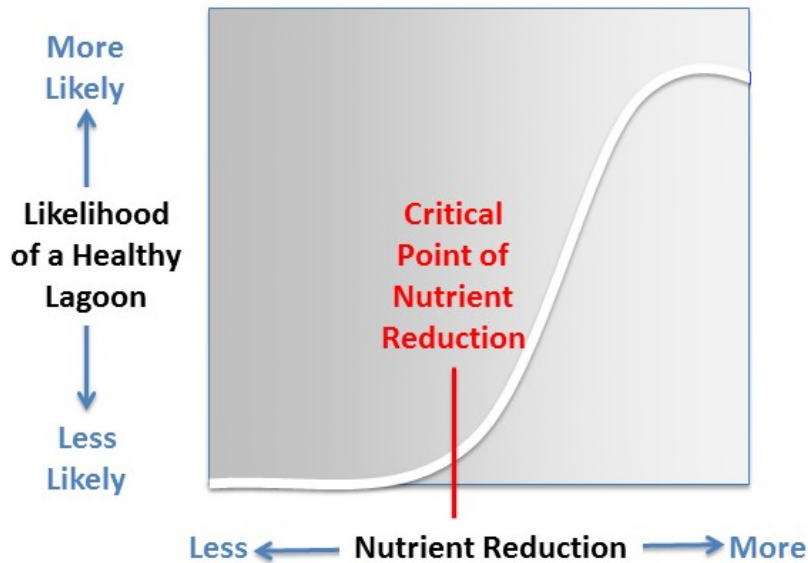 More
Likely
Likelihood
of a Healthy
Lagoon
Less
Likely
Critical
Point of
Nutrient
Reduction
Less
Nutrient Reduction
More